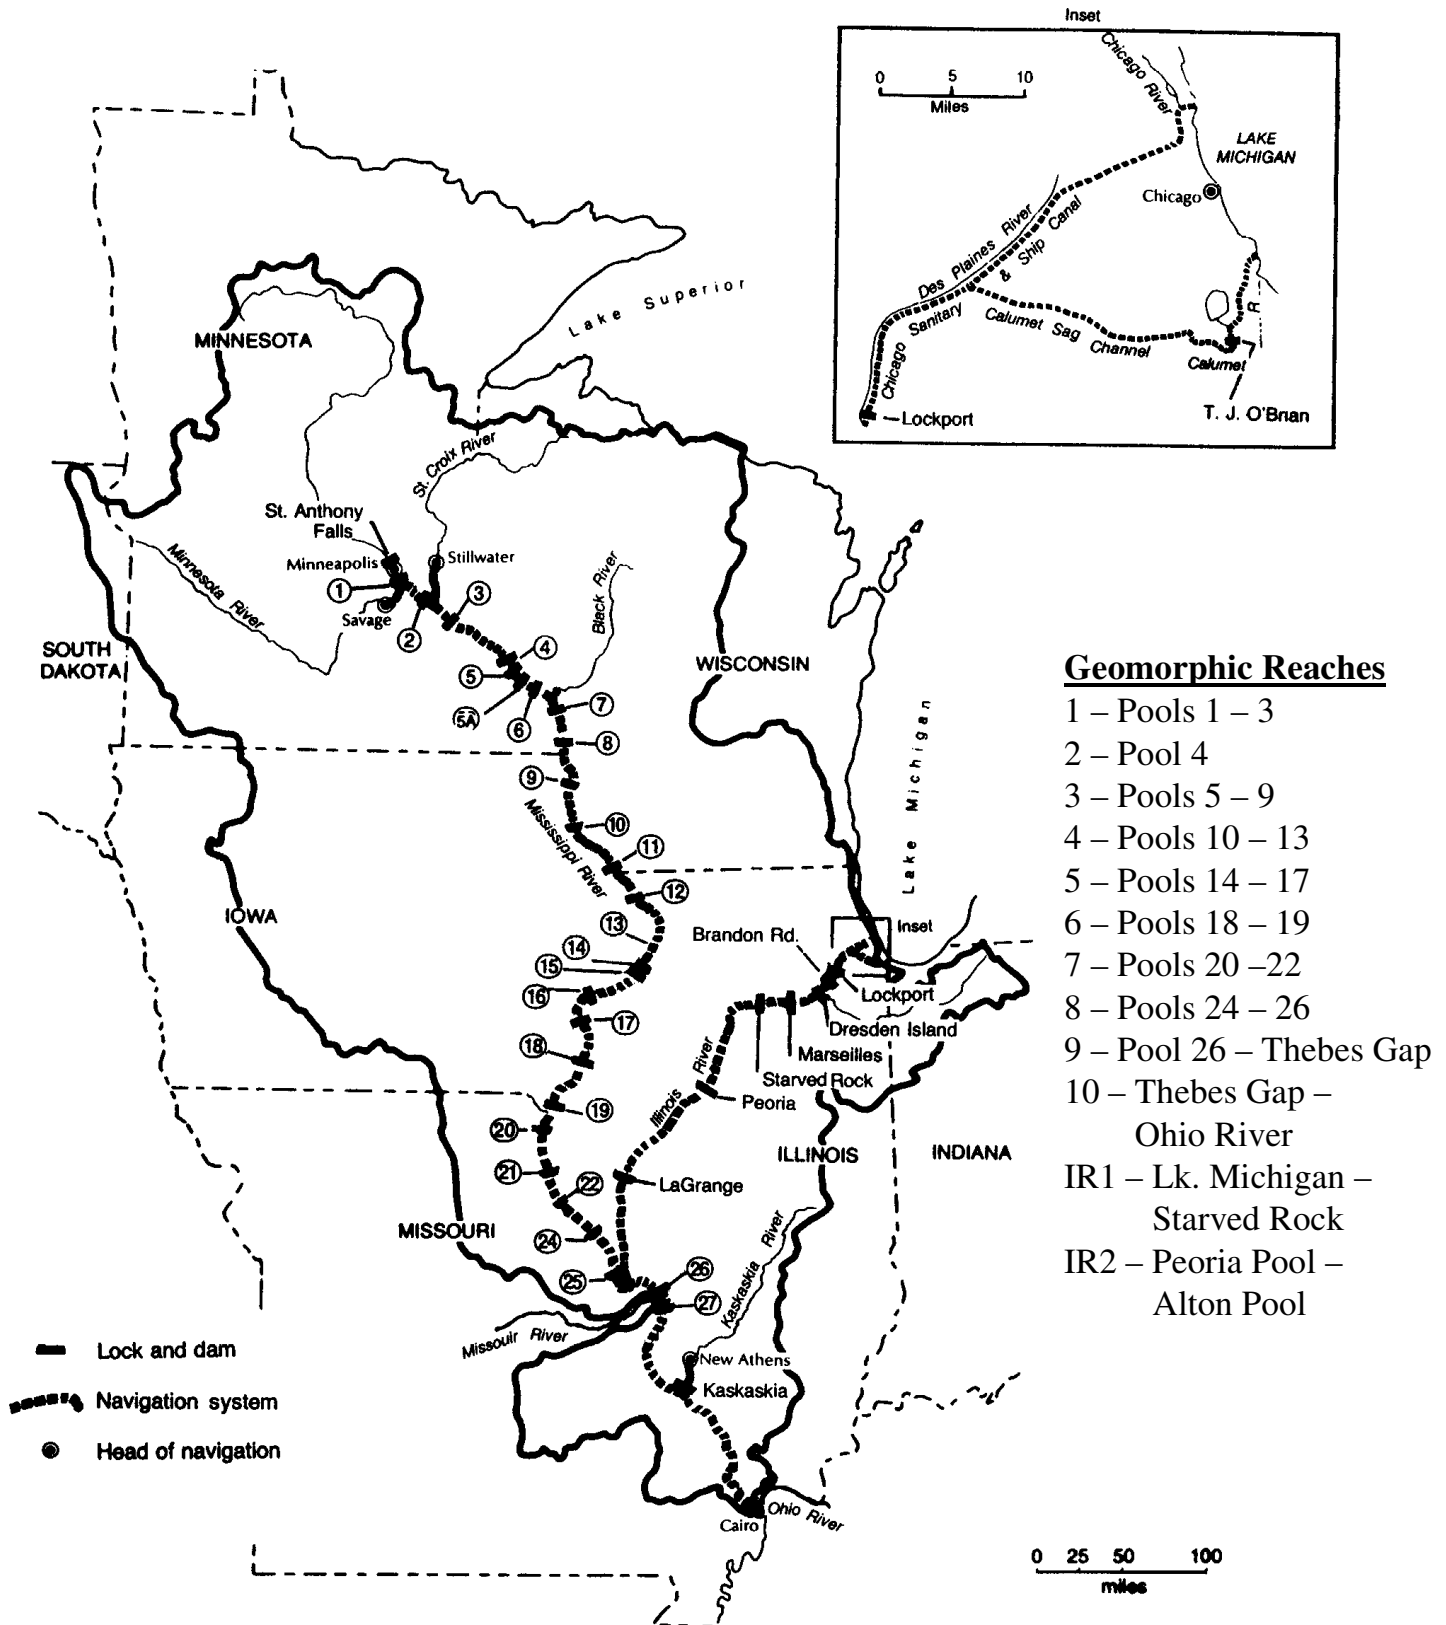 Inset
0 5 10
Miles
Chicago River
LAKE
MICHIGAN
Chicago
Des Plaines River
Chicago Sanitary & Ship Canal
Calumet Sag Channel
Calumet
R
Lockport
T. J. O'Brian
Lake Superior
MINNESOTA
St. Croix River
St. Anthony
Falls
Minneapolis
Stillwater
1
Savage
2
3
Minnesota River
Black River
SOUTH
DAKOTA
4
5
5A
6
7
8
WISCONSIN
Lake Michigan
9
Mississippi River
10
11
12
13
14
15
16
17
18
19
20
21
22
24
25
26
27
IOWA
Inset
Brandon Rd.
Lockport
Dresden Island
Marseilles
Starved Rock
Peoria
Illinois River
LaGrange
ILLINOIS
INDIANA
MISSOURI
Kaskaskia River
Missouir River
New Athens
Kaskaskia
Cairo
Ohio River
Geomorphic Reaches
1 – Pools 1 – 3
2 – Pool 4
3 – Pools 5 – 9
4 – Pools 10 – 13
5 – Pools 14 – 17
6 – Pools 18 – 19
7 – Pools 20 –22
8 – Pools 24 – 26
9 – Pool 26 – Thebes Gap
10 – Thebes Gap –
Ohio River
IR1 – Lk. Michigan –
Starved Rock
IR2 – Peoria Pool –
Alton Pool
Lock and dam
Navigation system
Head of navigation
0 25 50 100
miles